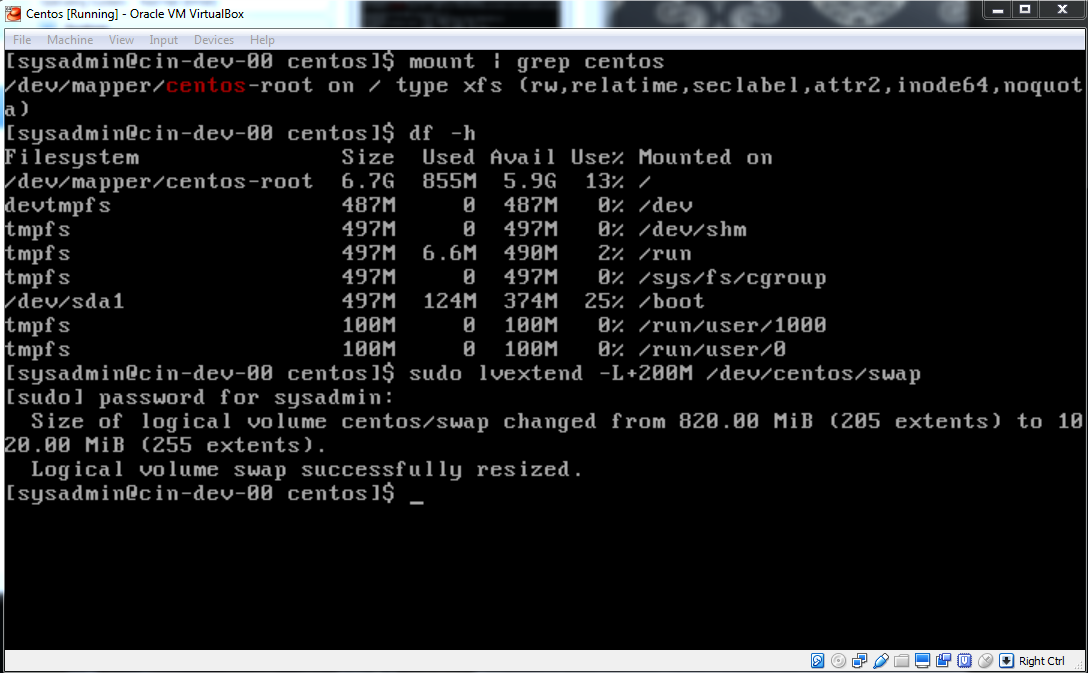 Centos [Running] - Oracle VM VirtualBox
File Machine View Input Devices Help
[sysadmin@cin-dev-00 centos]$ mount | grep centos
/dev/mapper/centos-root on / type xfs (rw,relatime,seclabel,attr2,inode64,noquot
a)
[sysadmin@cin-dev-00 centos]$ df -h
Filesystem Size Used Avail Use% Mounted on
/dev/mapper/centos-root 6.7G 855M 5.9G 13% /
devtmpfs 487M 0 487M 0% /dev
tmpfs 497M 0 497M 0% /dev/shm
tmpfs 497M 6.6M 490M 2% /run
tmpfs 497M 0 497M 0% /sys/fs/cgroup
/dev/sda1 497M 124M 374M 25% /boot
tmpfs 100M 0 100M 0% /run/user/1000
tmpfs 100M 0 100M 0% /run/user/0
[sysadmin@cin-dev-00 centos]$ sudo lvextend -L+200M /dev/centos/swap
[sudo] password for sysadmin:
Size of logical volume centos/swap changed from 820.00 MiB (205 extents) to 10
20.00 MiB (255 extents).
Logical volume swap successfully resized.
[sysadmin@cin-dev-00 centos]$ _
Right Ctrl